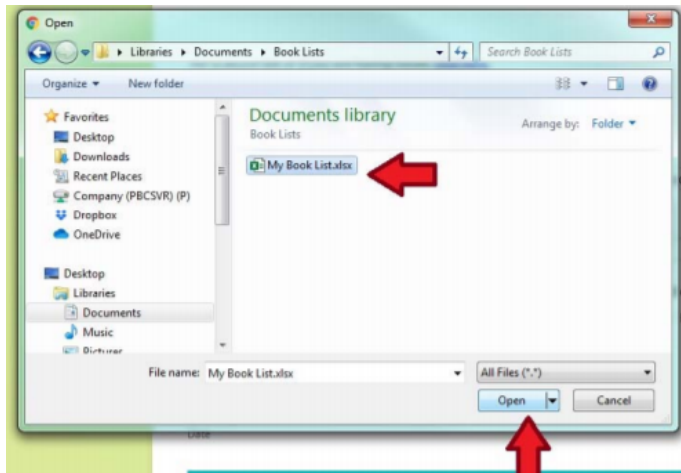 Open
Libraries Documents Book Lists
Search Book Lists
Organize New folder
Favorites
Desktop
Downloads
Recent Places
Company (PBCSVR) (P)
Dropbox
OneDrive
Desktop
Libraries
Documents
Music
Pictures
Documents library
Book Lists
Arrange by: Folder
My Book List.xlsx
File name: My Book List.xlsx
All Files (*.*)
Open Cancel
Date